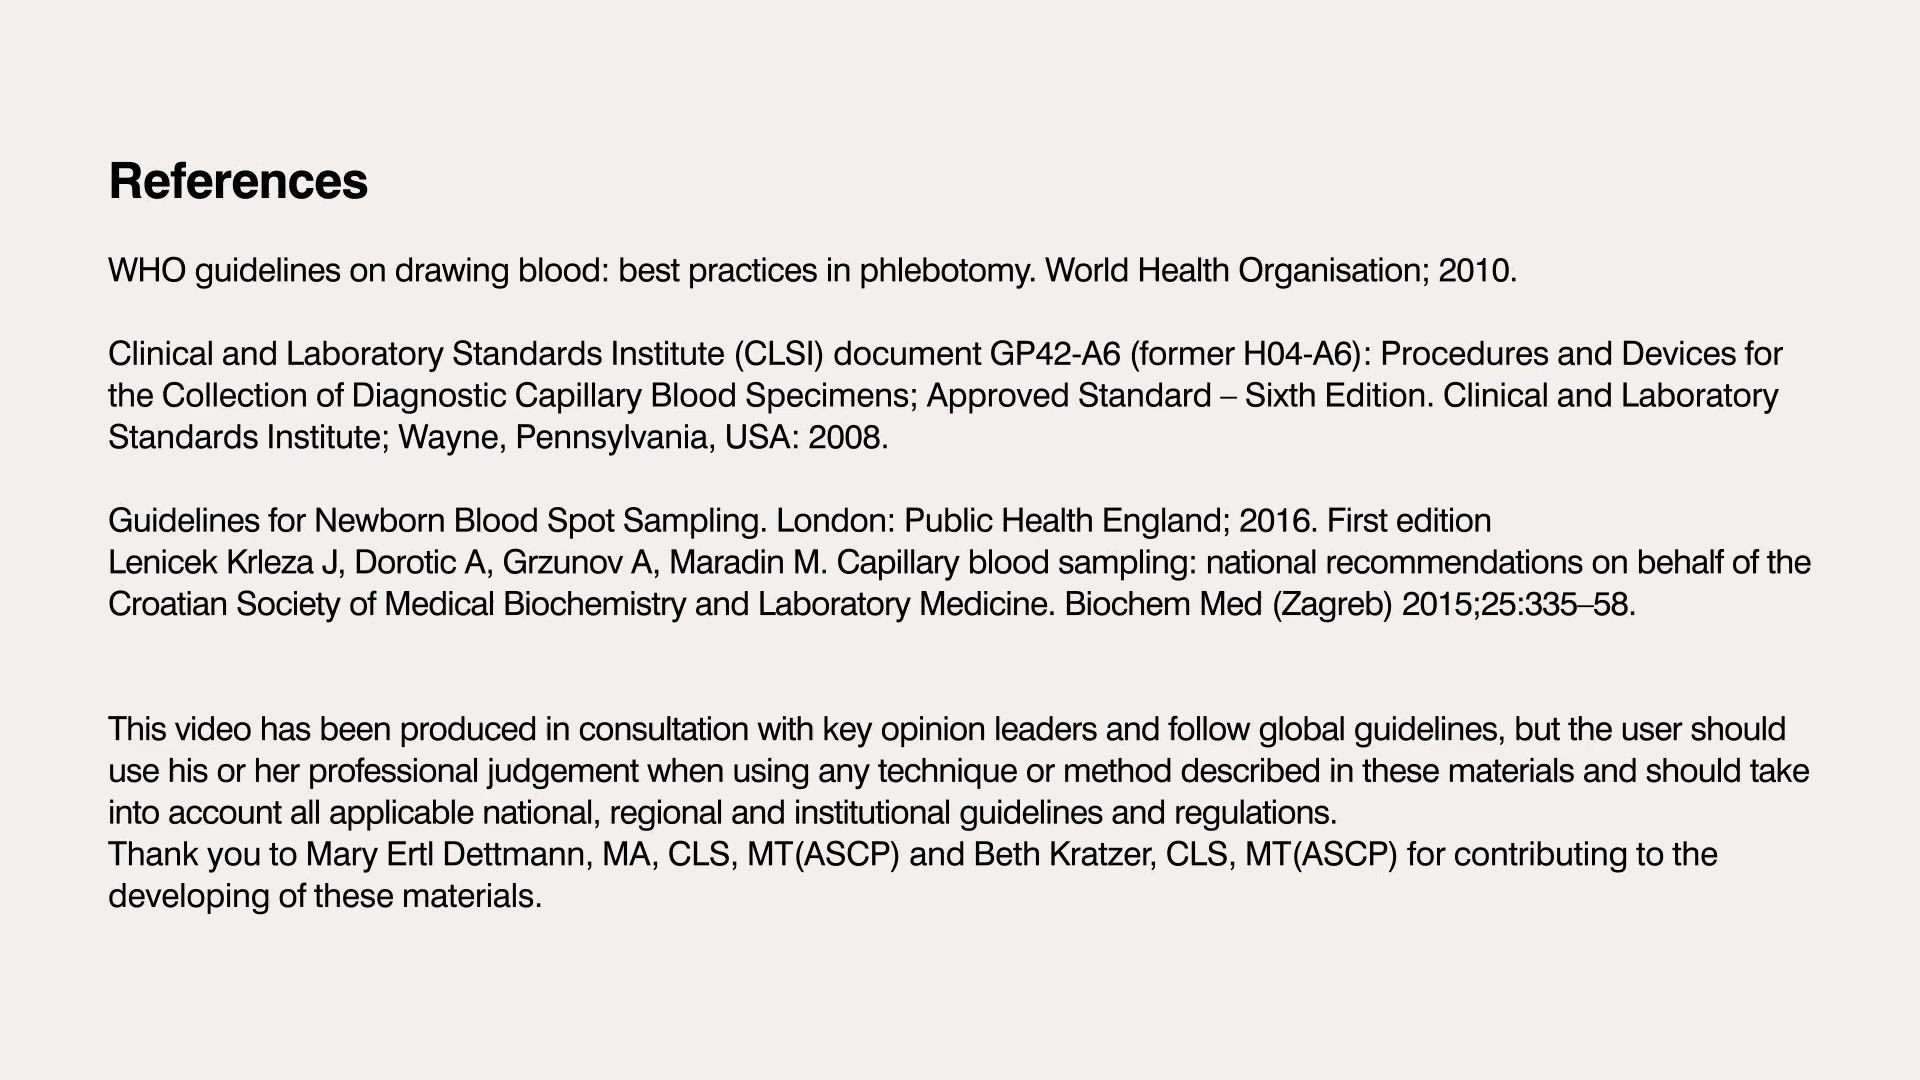 References
WHO guidelines on drawing blood: best practices in phlebotomy. World Health Organisation; 2010.
Clinical and Laboratory Standards Institute (CLSI) document GP42-A6 (former H04-A6): Procedures and Devices for
the Collection of Diagnostic Capillary Blood Specimens; Approved Standard – Sixth Edition. Clinical and Laboratory
Standards Institute; Wayne, Pennsylvania, USA: 2008.
Guidelines for Newborn Blood Spot Sampling. London: Public Health England; 2016. First edition
Lenicek Krleza J, Dorotic A, Grzunov A, Maradin M. Capillary blood sampling: national recommendations on behalf of the
Croatian Society of Medical Biochemistry and Laboratory Medicine. Biochem Med (Zagreb) 2015;25:335–58.
This video has been produced in consultation with key opinion leaders and follow global guidelines, but the user should
use his or her professional judgement when using any technique or method described in these materials and should take
into account all applicable national, regional and institutional guidelines and regulations.
Thank you to Mary Ertl Dettmann, MA, CLS, MT(ASCP) and Beth Kratzer, CLS, MT(ASCP) for contributing to the
developing of these materials.